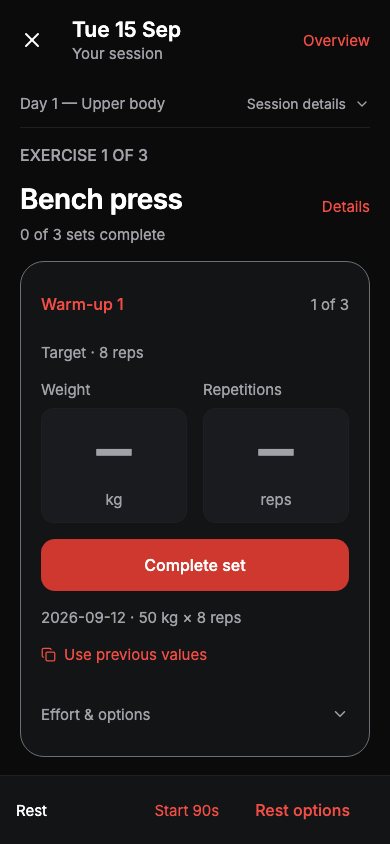 Tue 15 Sep
Your session
Overview
Day 1 — Upper body
Session details
EXERCISE 1 OF 3
Bench press
Details
0 of 3 sets complete
Warm-up 1
1 of 3
Target · 8 reps
Weight
Repetitions
—
—
kg
reps
Complete set
2026-09-12 · 50 kg × 8 reps
Use previous values
Effort & options
Rest
Start 90s
Rest options